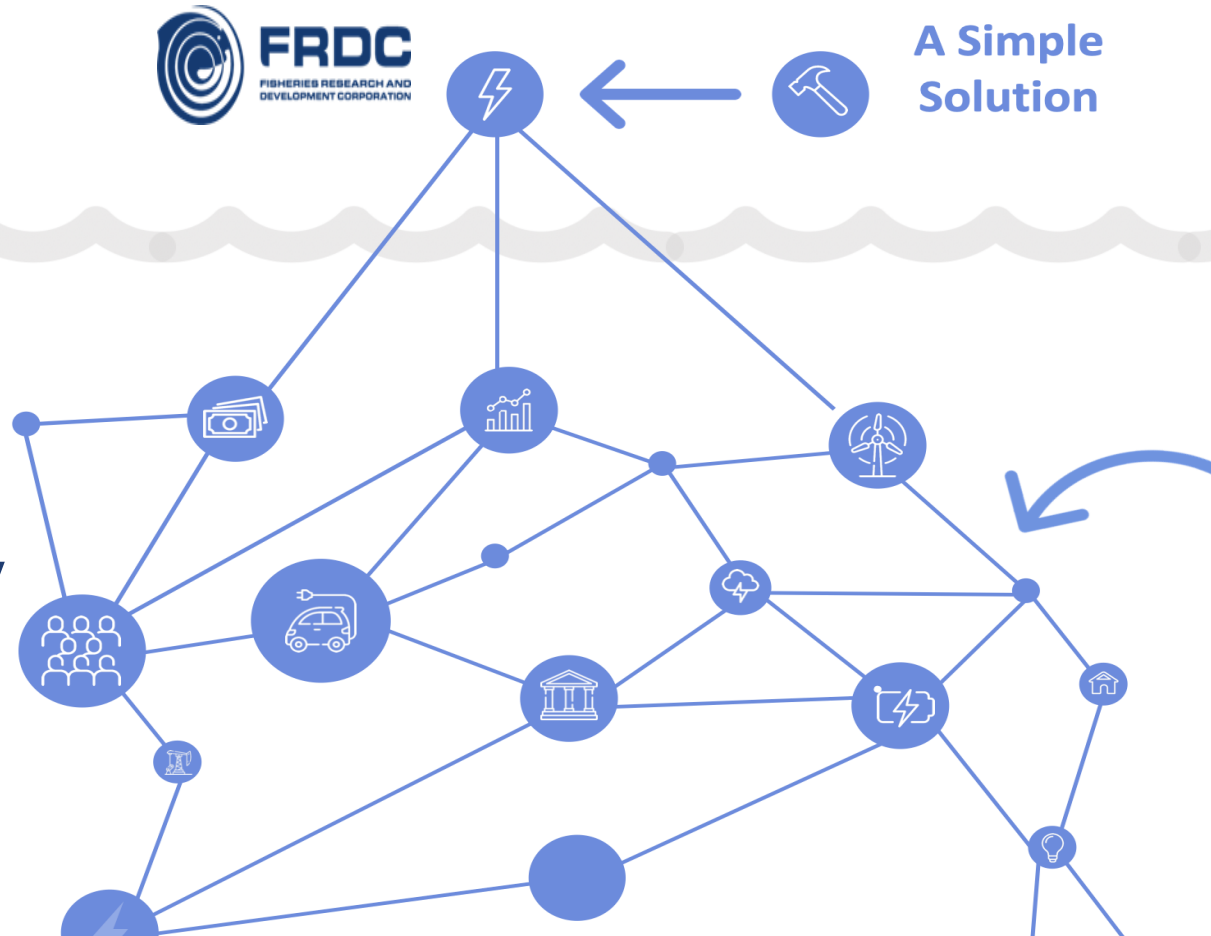 FRDC
FISHERIES RESEARCH AND
DEVELOPMENT CORPORATION
A Simple
Solution